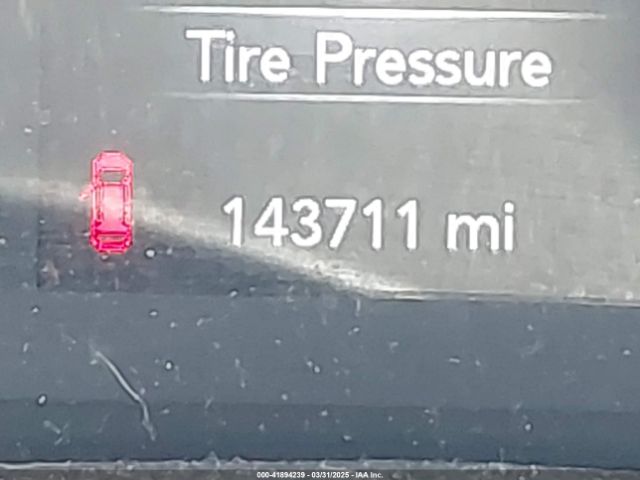 Tire Pressure
143711 mi
000-41894239 - 03/31/2025 - IAA Inc.